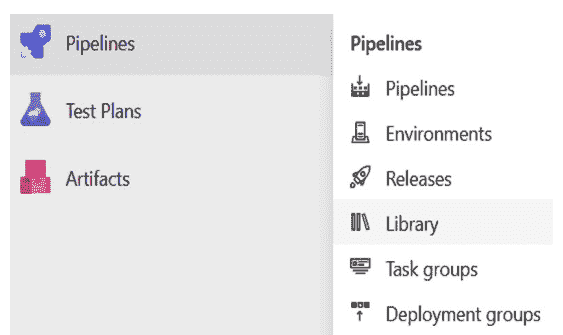 Pipelines
Test Plans
Artifacts
Pipelines
Pipelines
Environments
Releases
Library
Task groups
Deployment groups